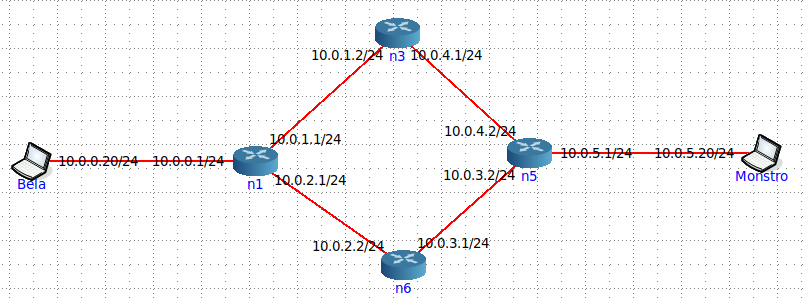 10.0.1.2/24
10.0.4.1/24
n3
10.0.1.1/24
10.0.4.2/24
10.0.0.20/24
10.0.0.1/24
10.0.5.1/24
10.0.5.20/24
Bela
n1
10.0.2.1/24
10.0.3.2/24
n5
Monstro
10.0.2.2/24
10.0.3.1/24
n6